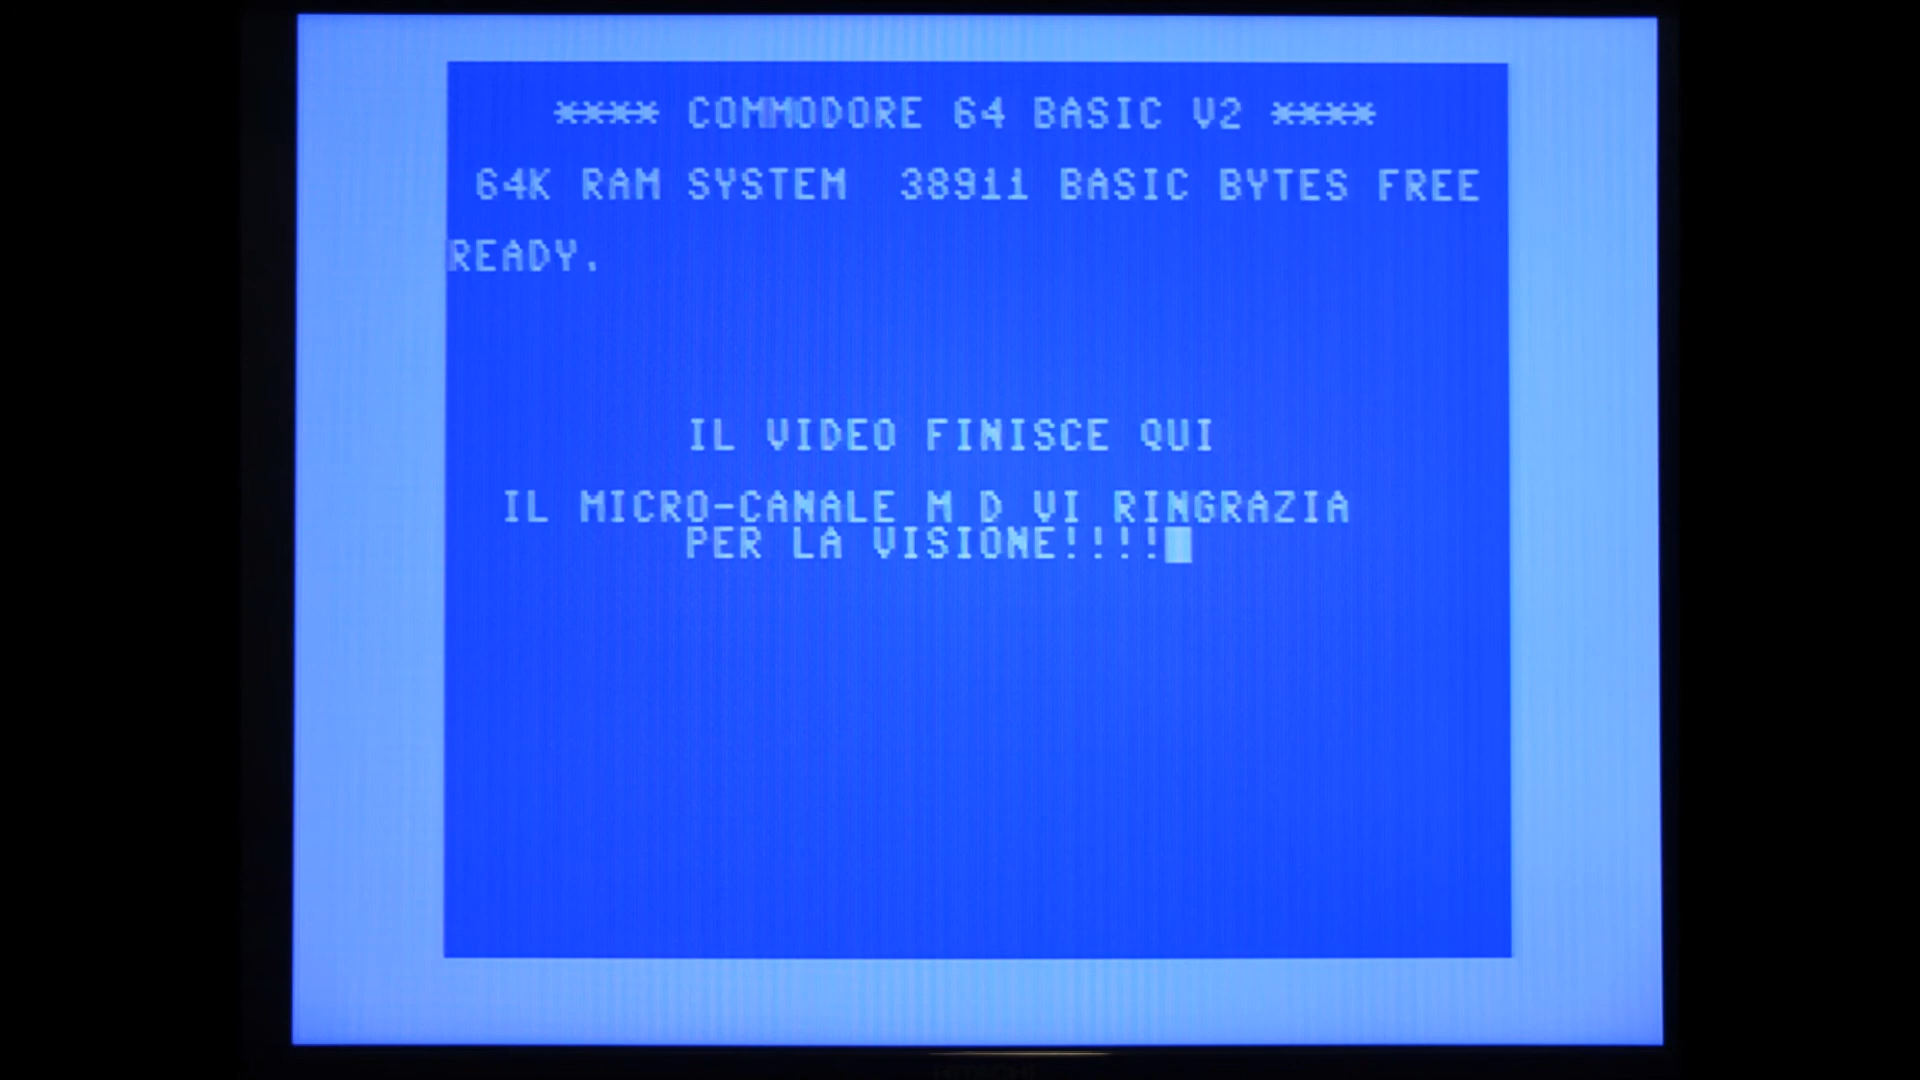 **** COMMODORE 64 BASIC V2 ****
64K RAM SYSTEM  38911 BASIC BYTES FREE
READY.
IL VIDEO FINISCE QUI
IL MICRO-CANALE M D VI RINGRAZIA
PER LA VISIONE!!!!
HITACHI